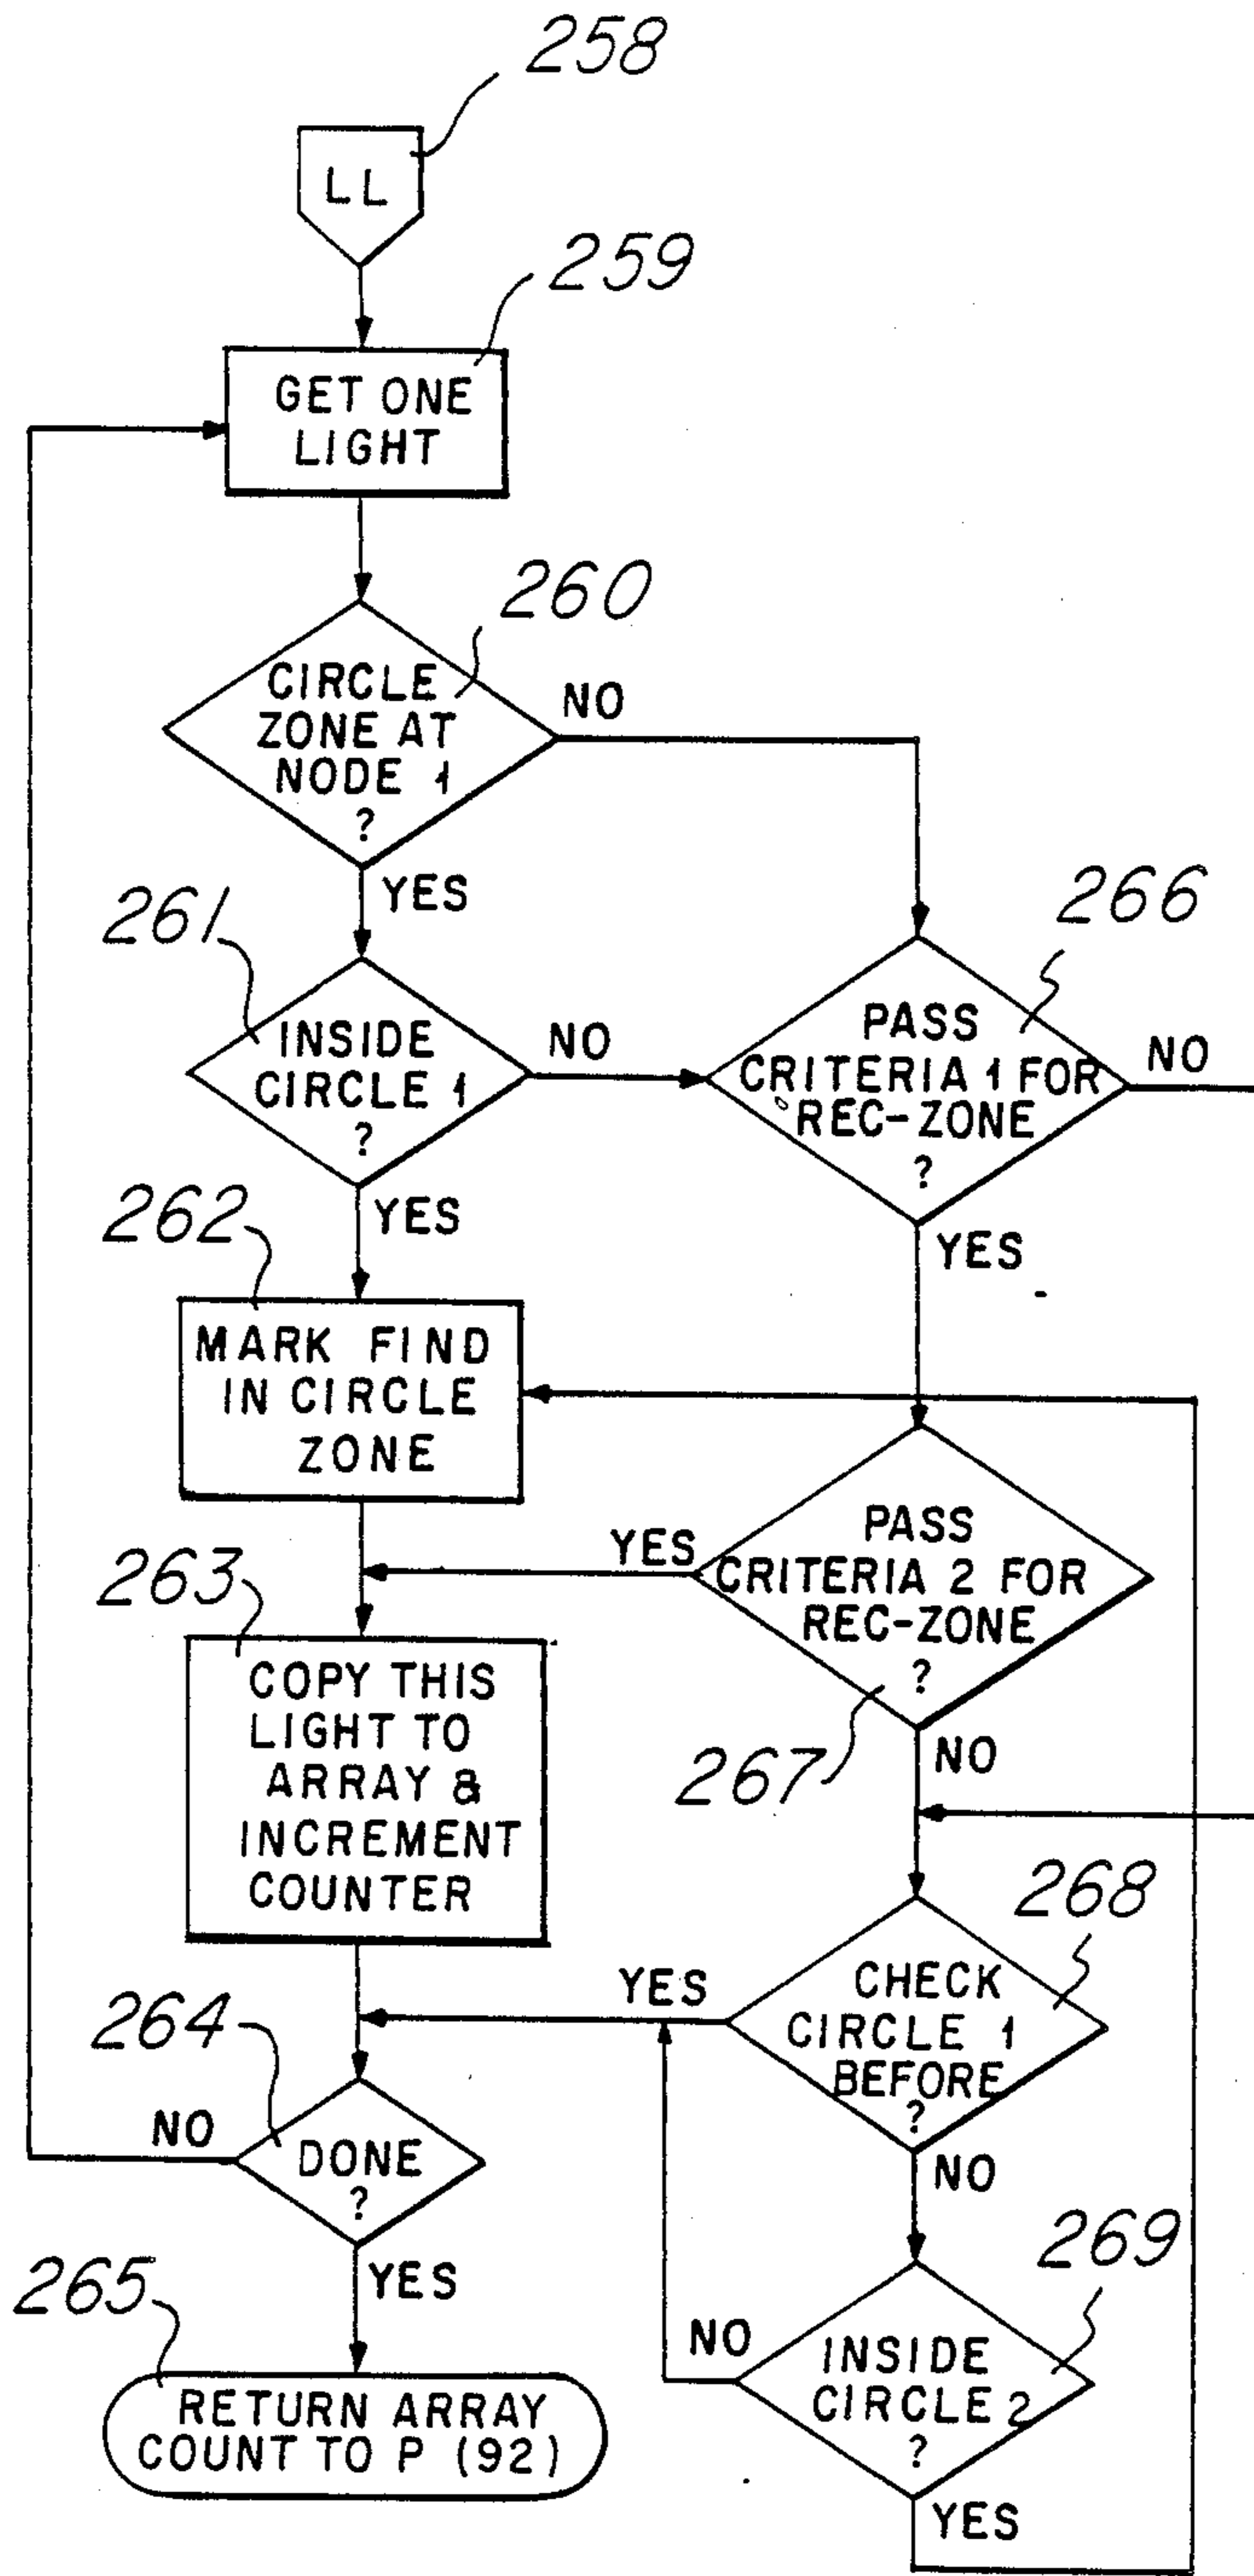 258
LL
259
GET ONE
LIGHT
260
CIRCLE
ZONE AT
NODE 1
?
NO
YES
261
INSIDE
CIRCLE 1
?
NO
YES
266
PASS
CRITERIA 1 FOR
REC-ZONE
?
NO
YES
262
MARK FIND
IN CIRCLE
ZONE
PASS
CRITERIA 2 FOR
REC-ZONE
?
YES
267
NO
263
COPY THIS
LIGHT TO
ARRAY &
INCREMENT
COUNTER
268
CHECK
CIRCLE 1
BEFORE
?
YES
NO
264
DONE
?
NO
YES
269
INSIDE
CIRCLE 2
?
NO
YES
265
RETURN ARRAY
COUNT TO P (92)